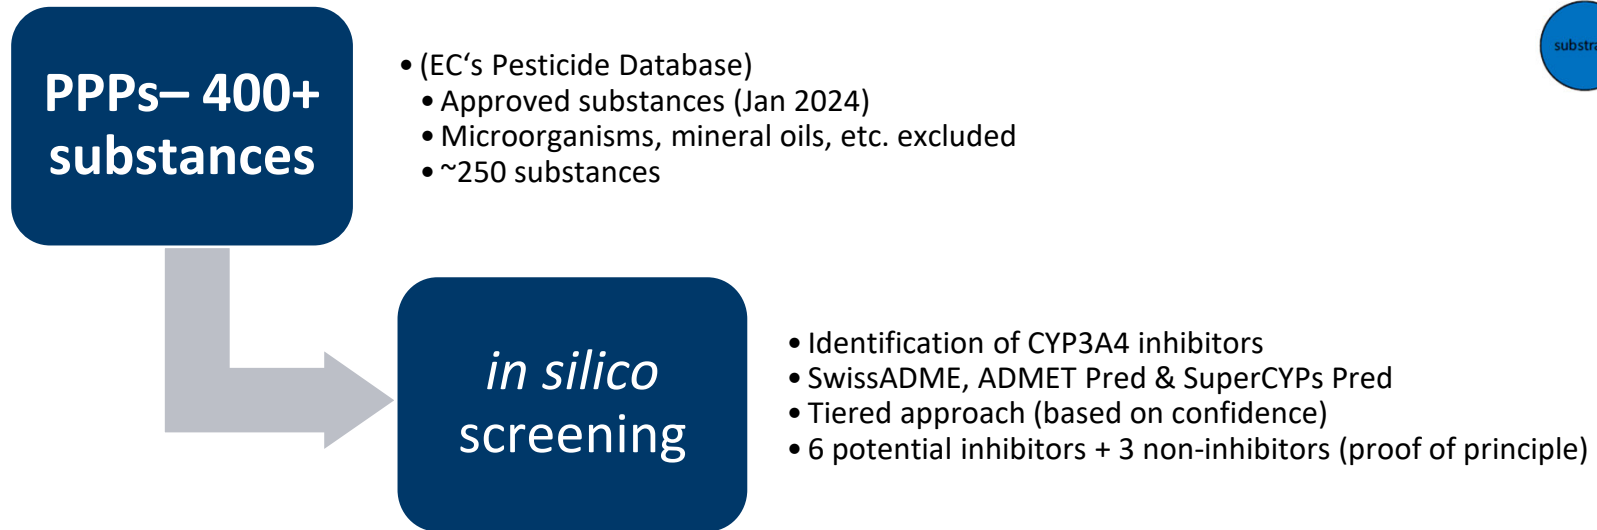 PPPs– 400+
substances
• (EC‘s Pesticide Database)
• Approved substances (Jan 2024)
• Microorganisms, mineral oils, etc. excluded
• ~250 substances
in silico
screening
• Identification of CYP3A4 inhibitors
• SwissADME, ADMET Pred & SuperCYPs Pred
• Tiered approach (based on confidence)
• 6 potential inhibitors + 3 non-inhibitors (proof of principle)